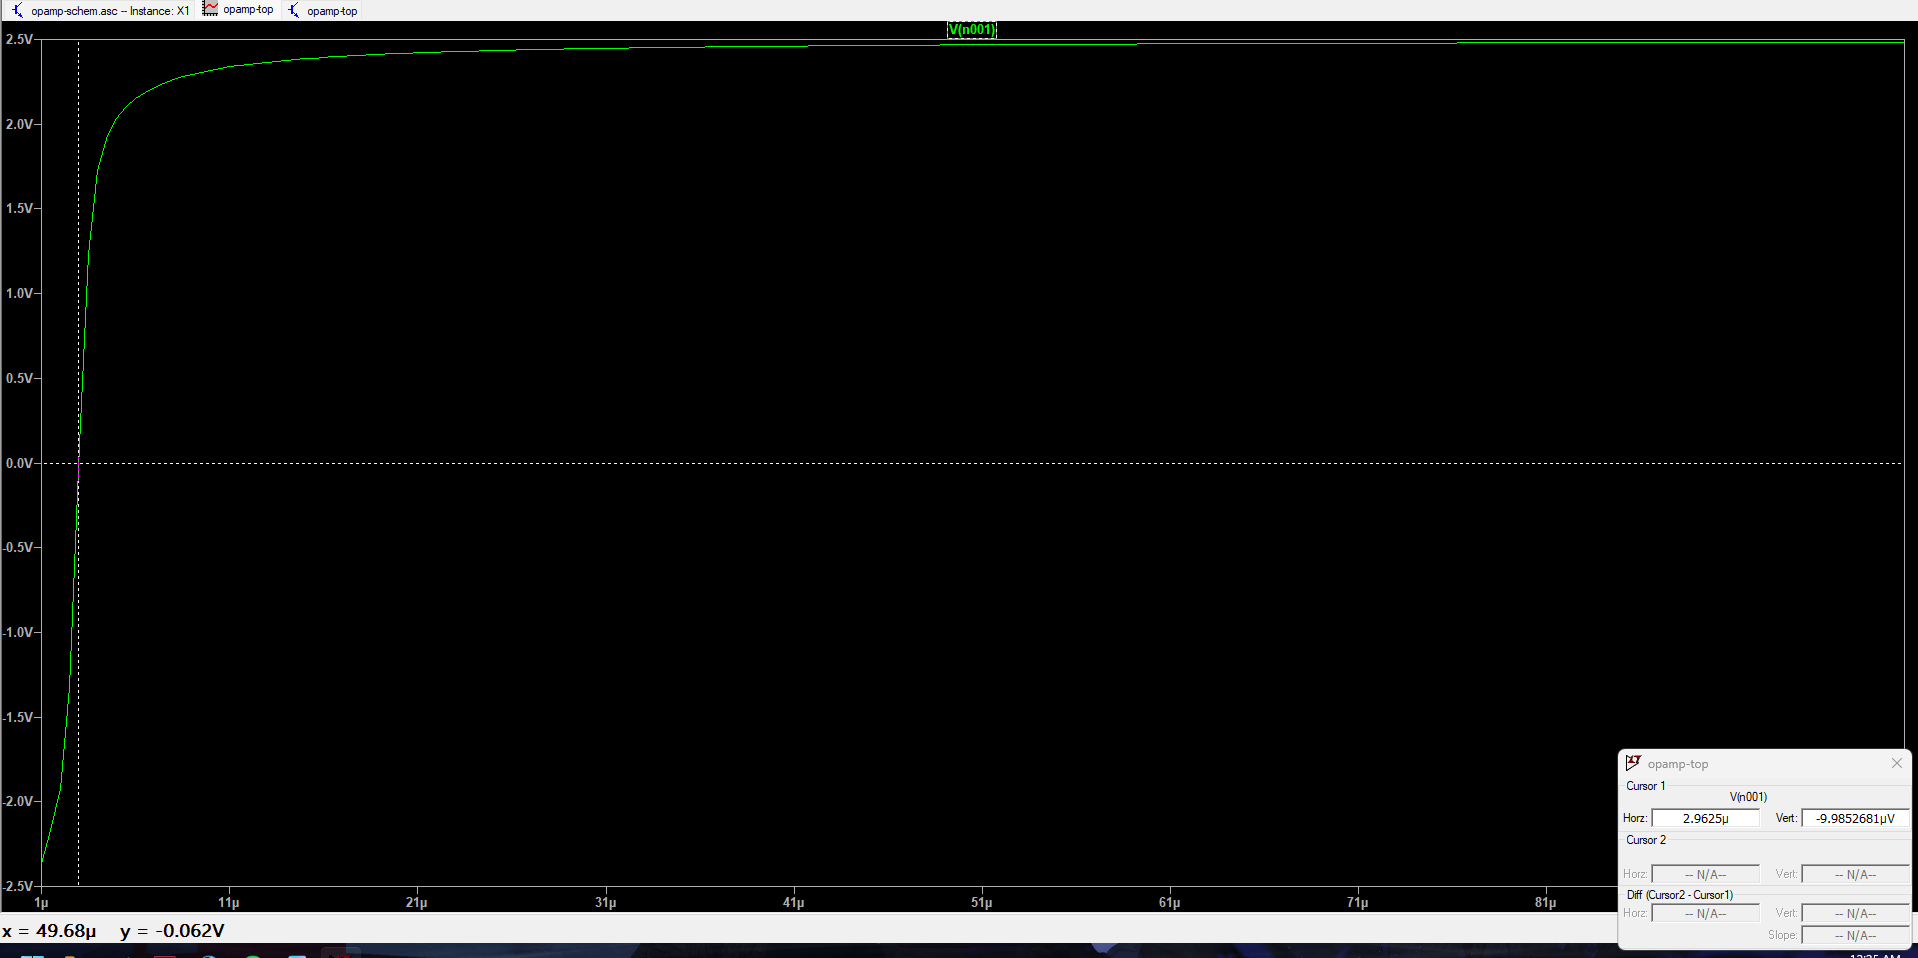 opamp-schem.asc -- Instance: X1 opamp-top opamp-top
V(n001)
2.5V
2.0V
1.5V
1.0V
0.5V
0.0V
-0.5V
-1.0V
-1.5V
-2.0V
-2.5V
1µ 11µ 21µ 31µ 41µ 51µ 61µ 71µ 81µ
opamp-top
Cursor 1
V(n001)
Horz: 2.9625µ Vert: -9.9852681µV
Cursor 2
Horz: -- N/A-- Vert: -- N/A--
Diff (Cursor2 - Cursor1)
Horz: -- N/A-- Vert: -- N/A--
Slope: -- N/A--
x = 49.68µ y = -0.062V